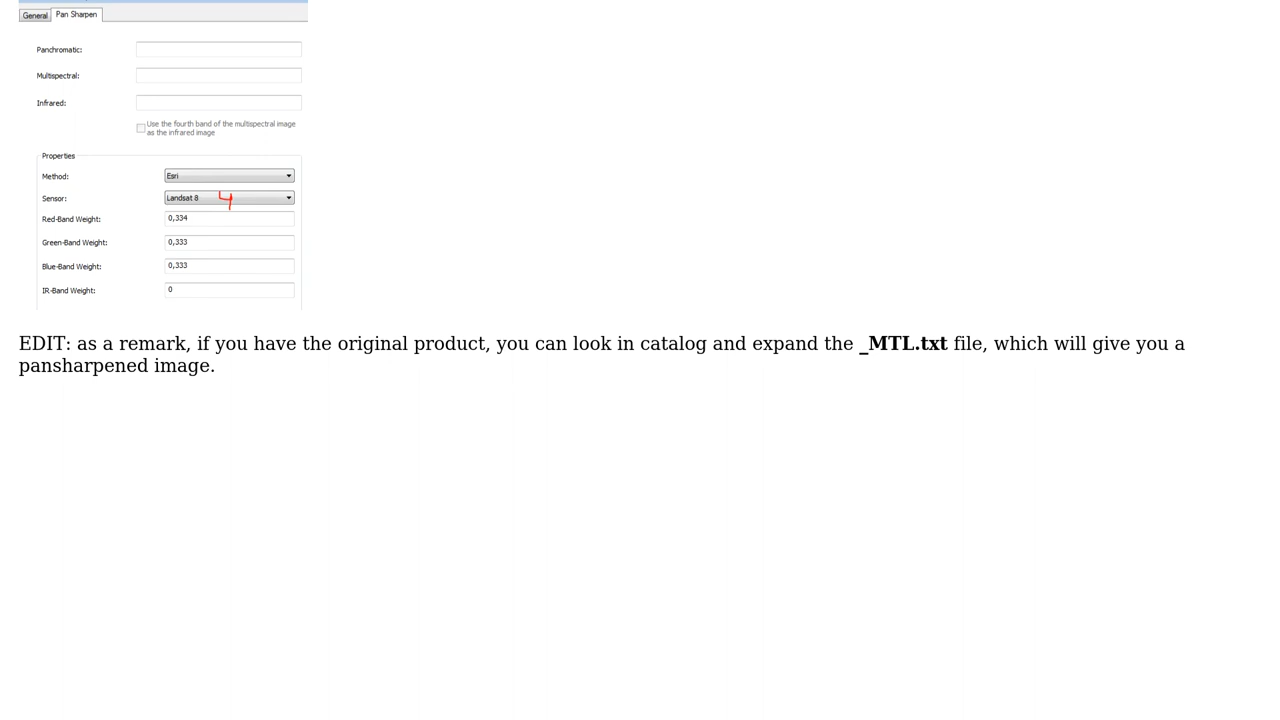 General Pan Sharpen
Panchromatic:
Multispectral:
Infrared:
Use the fourth band of the multispectral image
as the infrared image
Properties
Method: Esri
Sensor: Landsat 8 4
Red-Band Weight: 0,334
Green-Band Weight: 0,333
Blue-Band Weight: 0,333
IR-Band Weight: 0
EDIT: as a remark, if you have the original product, you can look in catalog and expand the _MTL.txt file, which will give you a
pansharpened image.